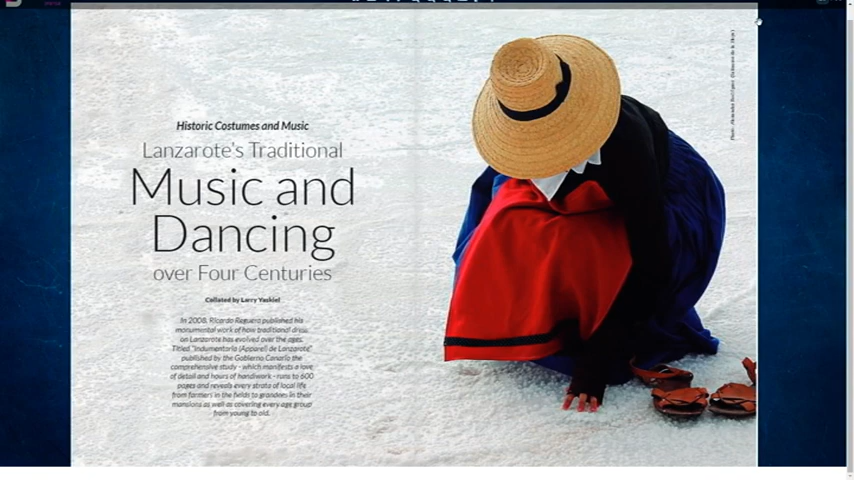 Historic Costumes and Music
Lanzarote's Traditional
Music and
Dancing
over Four Centuries
Collated by Larry Yaskiel
In 2008, Ricardo Reguera published his
monumental work of how traditional dress
on Lanzarote has evolved over the ages.
Titled "Indumentaria (Apparel) de Lanzarote"
published by the Gobierno Canario the
comprehensive study - which manifests a love
of detail and hours of handiwork - runs to 600
pages and reveals every strata of local life
from farmers in the fields to grandees in their
mansions as well as covering every age group
from young to old.